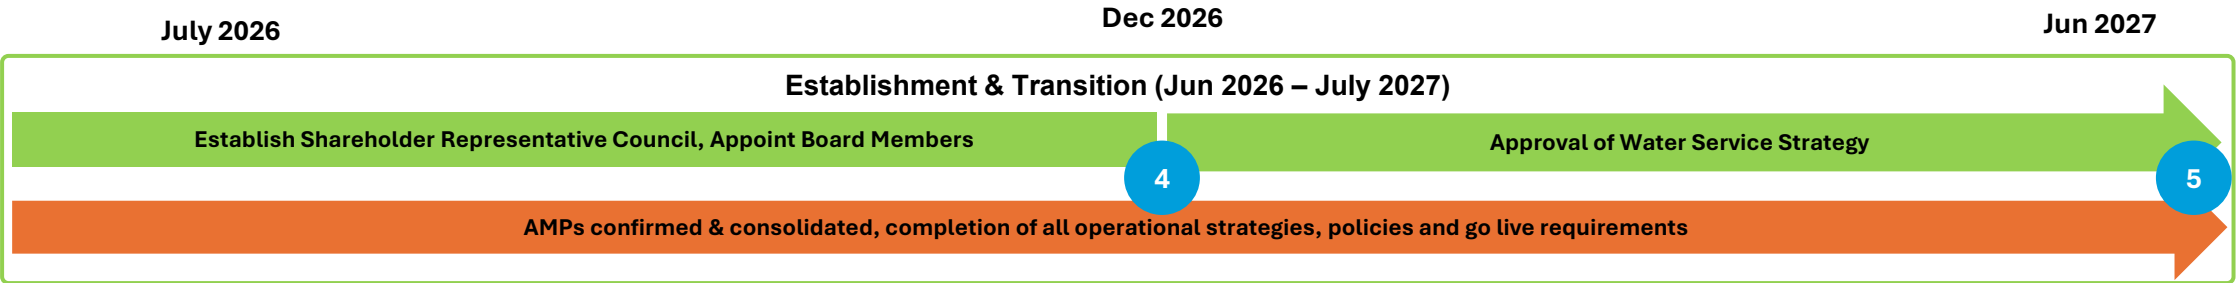 July 2026
Dec 2026
Jun 2027
Establishment & Transition (Jun 2026 – July 2027)
Establish Shareholder Representative Council, Appoint Board Members
Approval of Water Service Strategy
4
5
AMPs confirmed & consolidated, completion of all operational strategies, policies and go live requirements